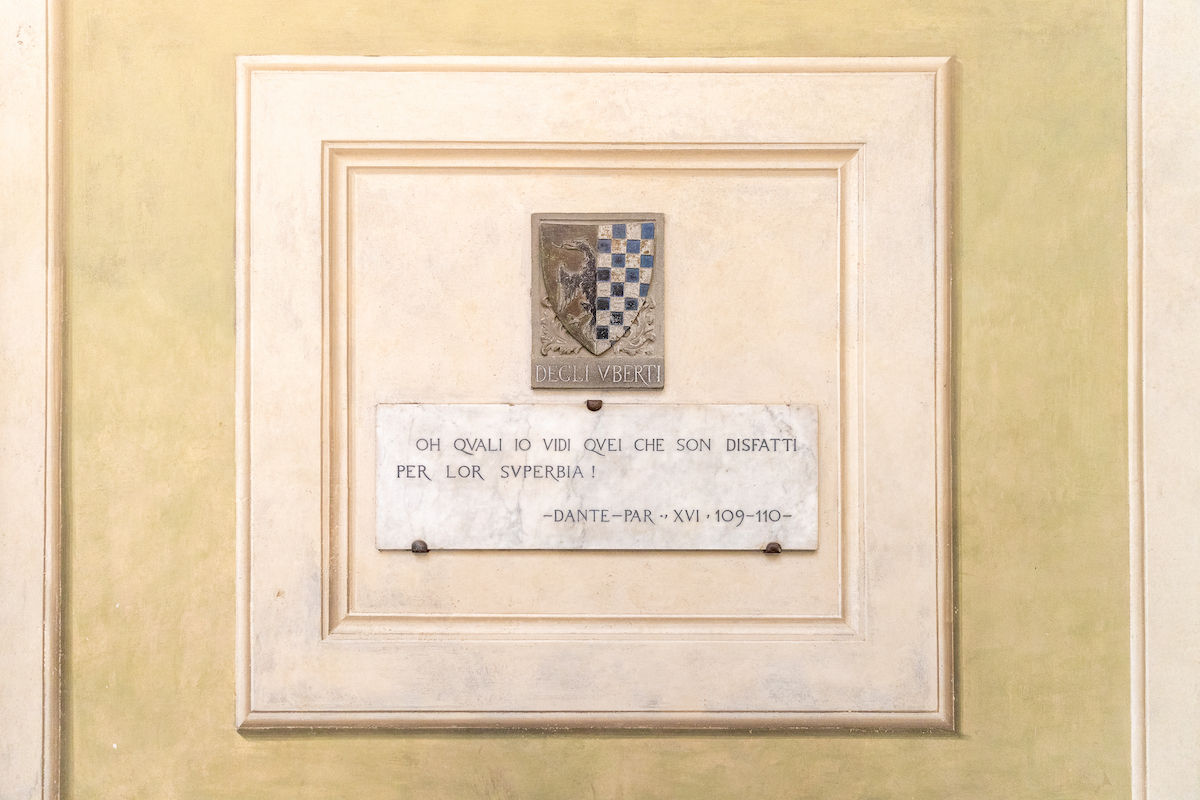 DEGLI VBERTI
OH QVALI IO VIDI QVEI CHE SON DISFATTI
PER LOR SVPERBIA!
-DANTE-PAR·, XVI, 109-110-